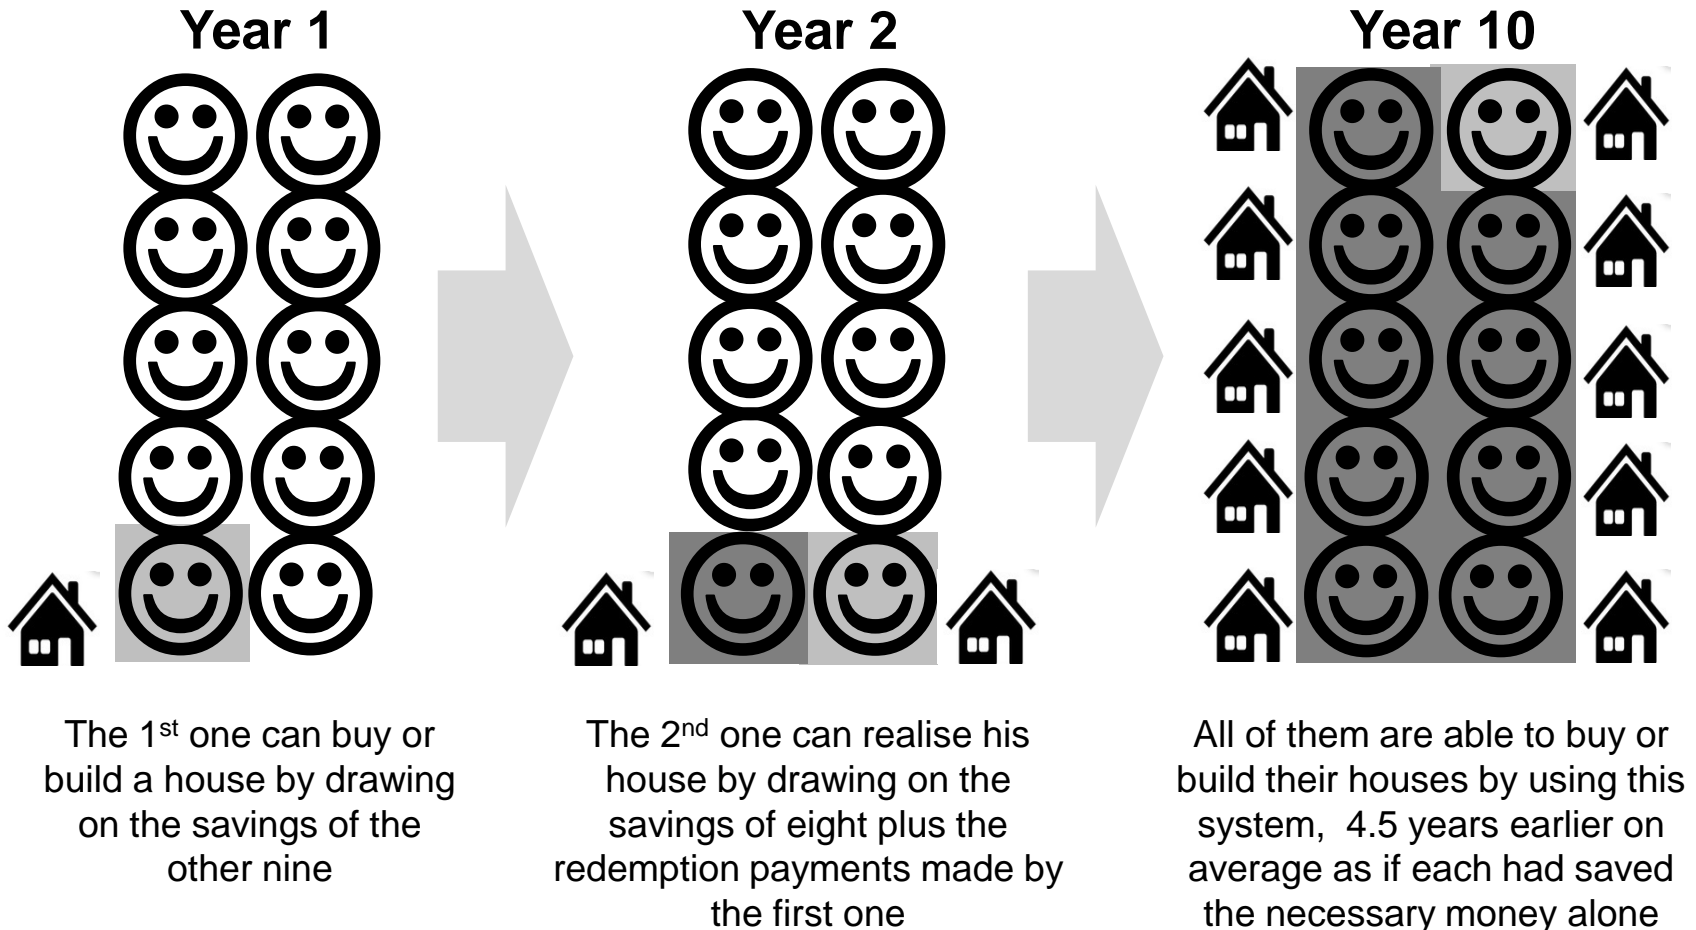 Year 1
Year 2
Year 10
The 1st one can buy or
build a house by drawing
on the savings of the
other nine
The 2nd one can realise his
house by drawing on the
savings of eight plus the
redemption payments made by
the first one
All of them are able to buy or
build their houses by using this
system, 4.5 years earlier on
average as if each had saved
the necessary money alone